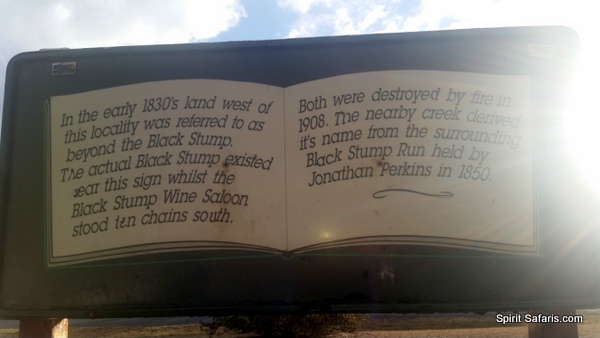 In the early 1830's land west of
this locality was referred to as
beyond the Black Stump.
The actual Black Stump existed
near this sign whilst the
Black Stump Wine Saloon
stood ten chains south.
Both were destroyed by fire in
1908. The nearby creek derived
it's name from the surrounding
Black Stump Run held by
Jonathan Perkins in 1850.
Spirit Safaris.com